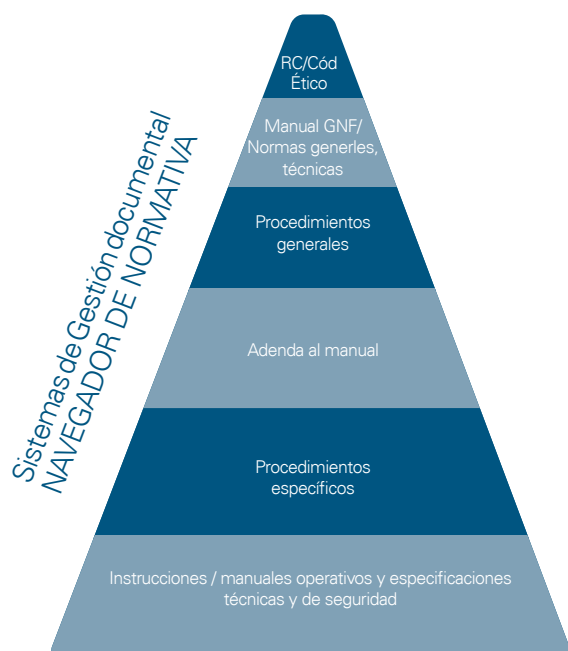 RC/Cód
Ético
Manual GNF/
Normas generles,
técnicas
Procedimientos
generales
Adenda al manual
Procedimientos
específicos
Instrucciones / manuales operativos y especificaciones
técnicas y de seguridad
Sistemas de Gestión documental
NAVEGADOR DE NORMATIVA